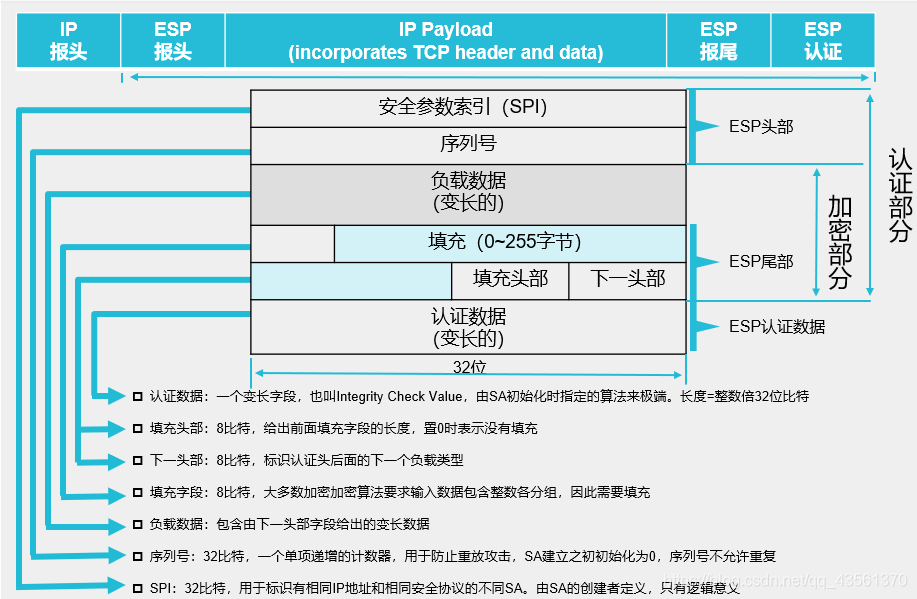 IP
报头
ESP
报头
IP Payload
(incorporates TCP header and data)
ESP
报尾
ESP
认证
安全参数索引（SPI）
序列号
负载数据
(变长的)
填充（0~255字节）
填充头部
下一头部
认证数据
(变长的)
32位
ESP头部
ESP尾部
ESP认证数据
加密部分
认证部分
认证数据：一个变长字段，也叫Integrity Check Value，由SA初始化时指定的算法来极端。长度=整数倍32位比特
填充头部：8比特，给出前面填充字段的长度，置0时表示没有填充
下一头部：8比特，标识认证头后面的下一个负载类型
填充字段：8比特，大多数加密加密算法要求输入数据包含整数各分组，因此需要填充
负载数据：包含由下一头部字段给出的变长数据
序列号：32比特，一个单项递增的计数器，用于防止重放攻击，SA建立之初初始化为0，序列号不允许重复
SPI：32比特，用于标识有相同IP地址和相同安全协议的不同SA。由SA的创建者定义，只有逻辑意义
https://blog.csdn.net/qq_43561370